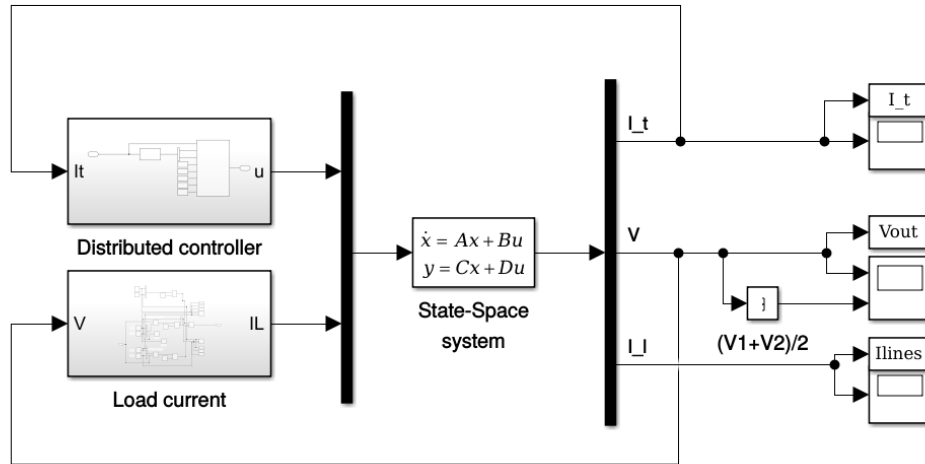 I_t
I_t
It
u
Distributed controller
ẋ = Ax + Bu
y = Cx + Du
State-Space
system
V
Vout
V
IL
Load current
(V1+V2)/2
I_l
Ilines